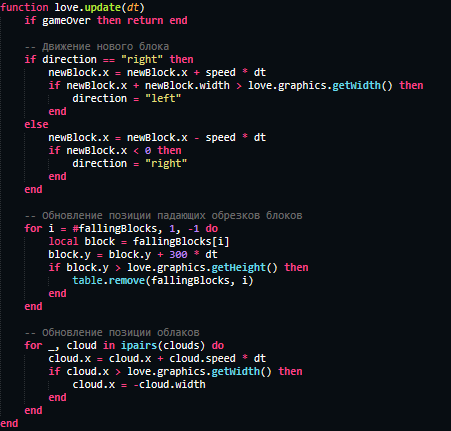 function love.update(dt)
    if gameOver then return end

    -- Движение нового блока
    if direction == "right" then
        newBlock.x = newBlock.x + speed * dt
        if newBlock.x + newBlock.width > love.graphics.getWidth() then
            direction = "left"
        end
    else
        newBlock.x = newBlock.x - speed * dt
        if newBlock.x < 0 then
            direction = "right"
        end
    end

    -- Обновление позиции падающих обрезков блоков
    for i = #fallingBlocks, 1, -1 do
        local block = fallingBlocks[i]
        block.y = block.y + 300 * dt
        if block.y > love.graphics.getHeight() then
            table.remove(fallingBlocks, i)
        end
    end

    -- Обновление позиции облаков
    for _, cloud in ipairs(clouds) do
        cloud.x = cloud.x + cloud.speed * dt
        if cloud.x > love.graphics.getWidth() then
            cloud.x = -cloud.width
        end
    end
end